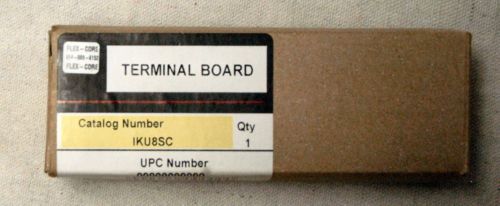 FLEX-CORE
FLEX-CORE
TERMINAL BOARD
Catalog Number
Qty
IKU8SC
1
UPC Number